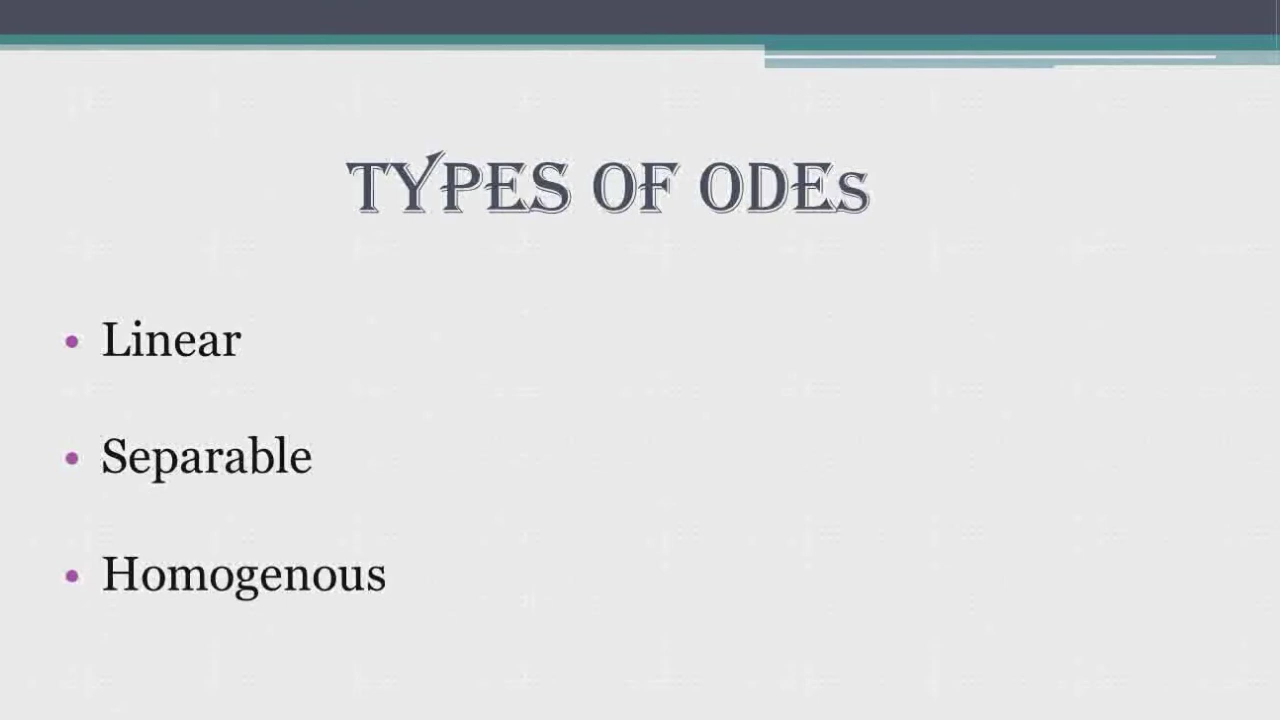 TYPES OF ODEs
• Linear
• Separable
• Homogenous